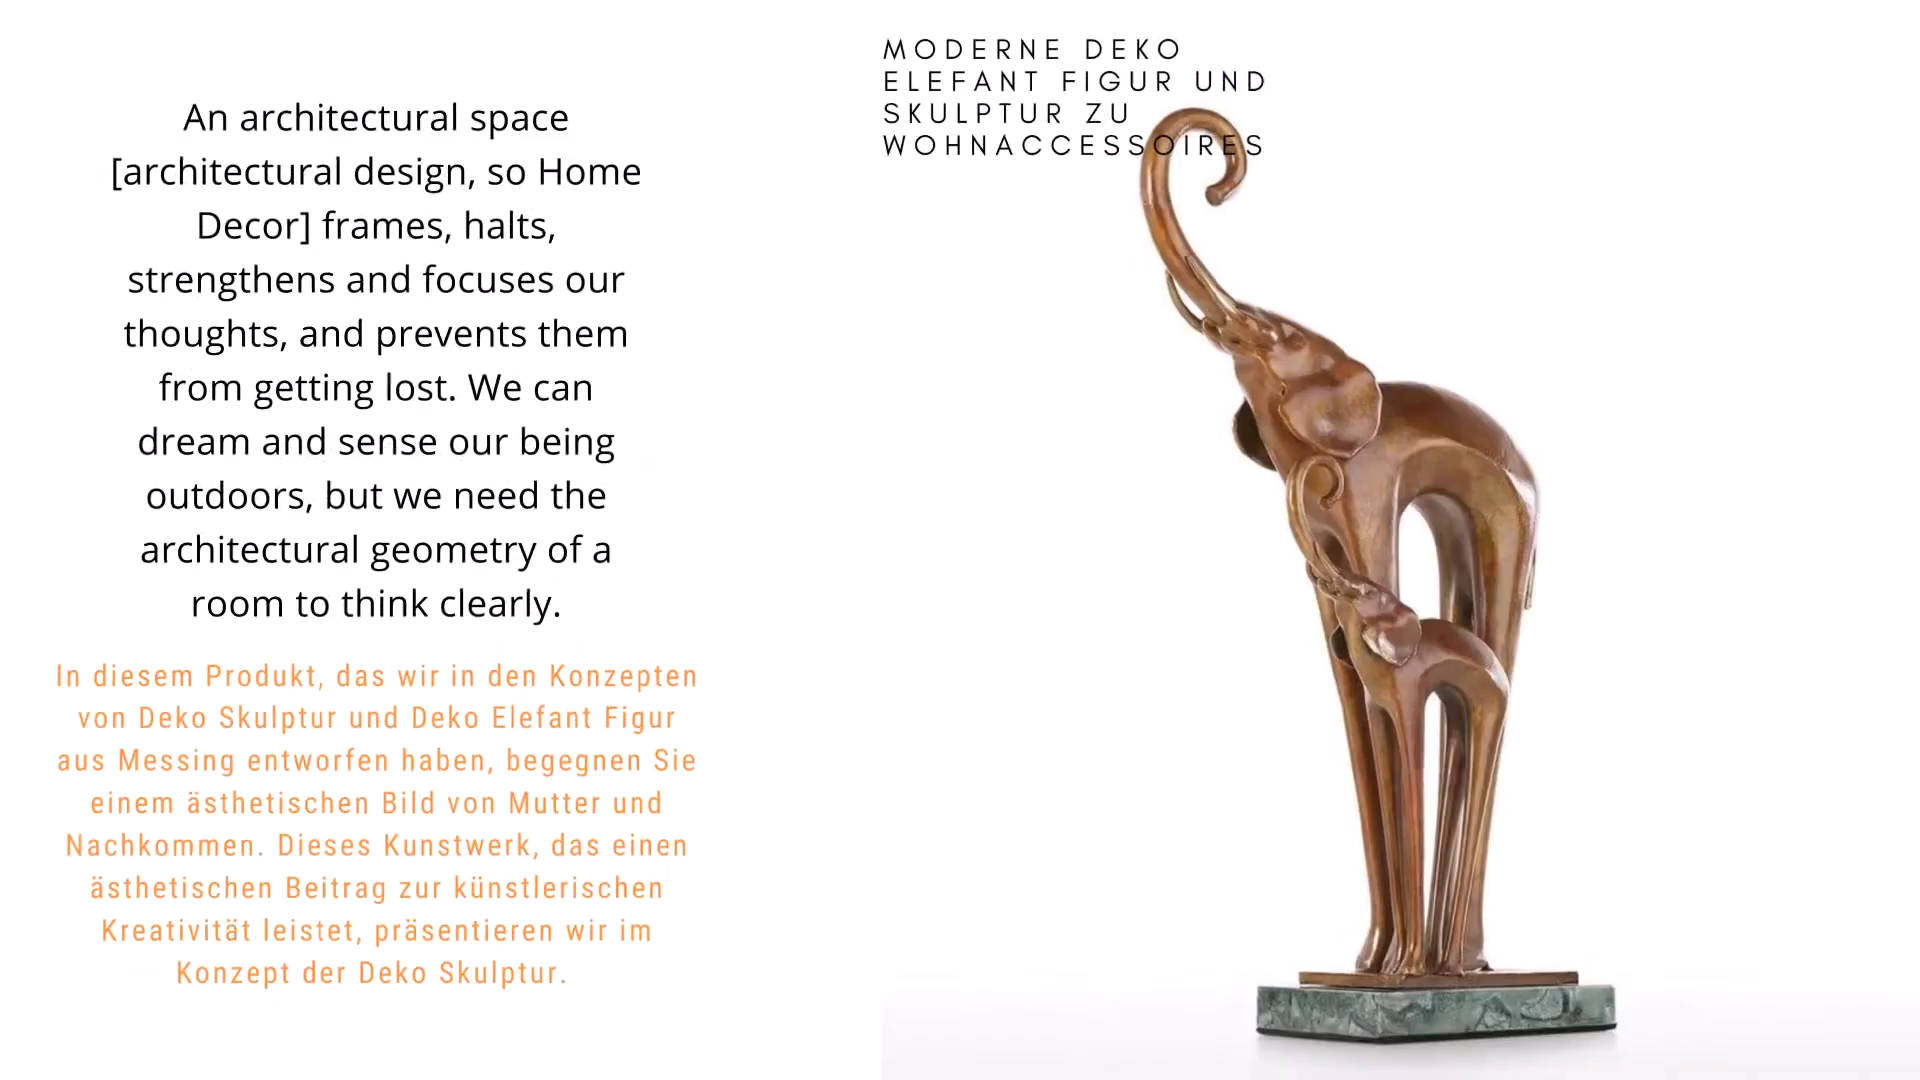 An architectural space
[architectural design, so Home
Decor] frames, halts,
strengthens and focuses our
thoughts, and prevents them
from getting lost. We can
dream and sense our being
outdoors, but we need the
architectural geometry of a
room to think clearly.
In diesem Produkt, das wir in den Konzepten
von Deko Skulptur und Deko Elefant Figur
aus Messing entworfen haben, begegnen Sie
einem ästhetischen Bild von Mutter und
Nachkommen. Dieses Kunstwerk, das einen
ästhetischen Beitrag zur künstlerischen
Kreativität leistet, präsentieren wir im
Konzept der Deko Skulptur.
MODERNE DEKO
ELEFANT FIGUR UND
SKULPTUR ZU
WOHNACCESSOIRES